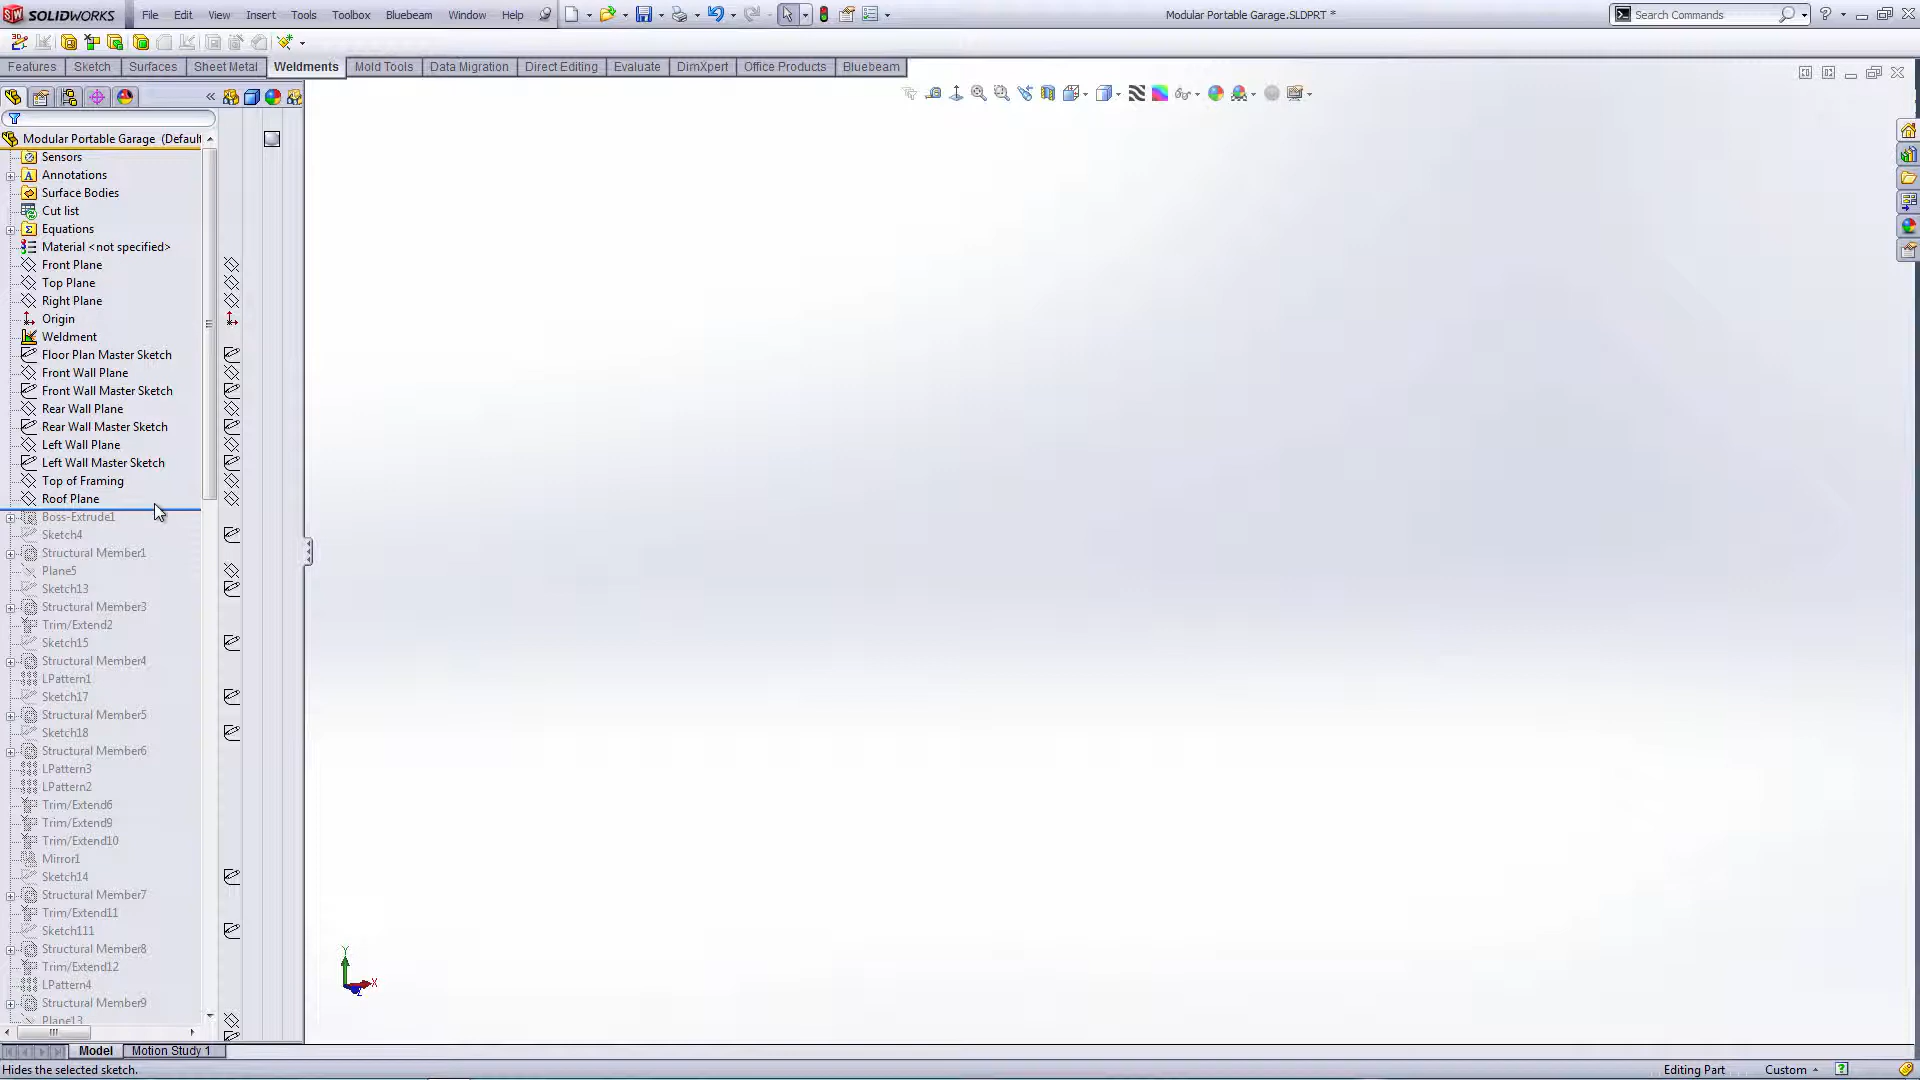 SOLIDWORKS File Edit View Insert Tools Toolbox Bluebeam Window Help Modular Portable Garage.SLDPRT * Search Commands
Features Sketch Surfaces Sheet Metal Weldments Mold Tools Data Migration Direct Editing Evaluate DimXpert Office Products Bluebeam
Modular Portable Garage (Default
Sensors
Annotations
Surface Bodies
Cut list
Equations
Material <not specified>
Front Plane
Top Plane
Right Plane
Origin
Weldment
Floor Plan Master Sketch
Front Wall Plane
Front Wall Master Sketch
Rear Wall Plane
Rear Wall Master Sketch
Left Wall Plane
Left Wall Master Sketch
Top of Framing
Roof Plane
Boss-Extrude1
Sketch4
Structural Member1
Plane5
Sketch13
Structural Member3
Trim/Extend2
Sketch15
Structural Member4
LPattern1
Sketch17
Structural Member5
Sketch18
Structural Member6
LPattern3
LPattern2
Trim/Extend6
Trim/Extend9
Trim/Extend10
Mirror1
Sketch14
Structural Member7
Trim/Extend11
Sketch111
Structural Member8
Trim/Extend12
LPattern4
Structural Member9
Plane13
Y
X
Z
Model Motion Study 1
Hides the selected sketch. Editing Part Custom